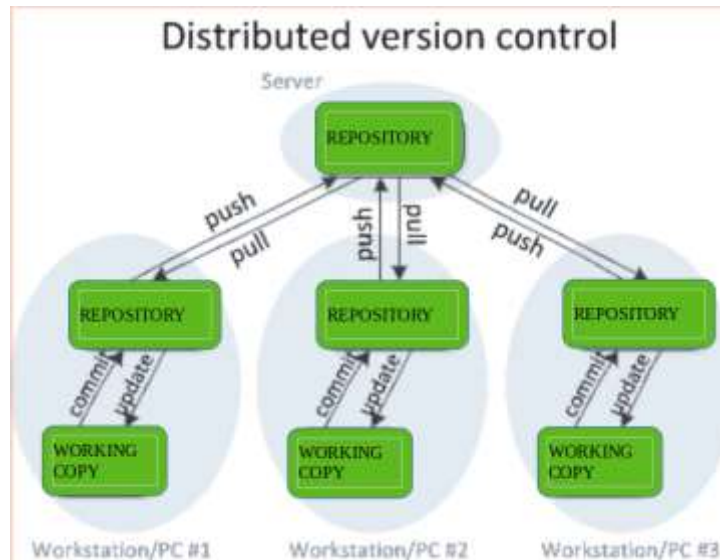 Distributed version control
Server
REPOSITORY
push
pull
push
pull
pull
push
REPOSITORY
REPOSITORY
REPOSITORY
commit
update
commit
update
commit
update
WORKING
COPY
WORKING
COPY
WORKING
COPY
Workstation/PC #1
Workstation/PC #2
Workstation/PC #3